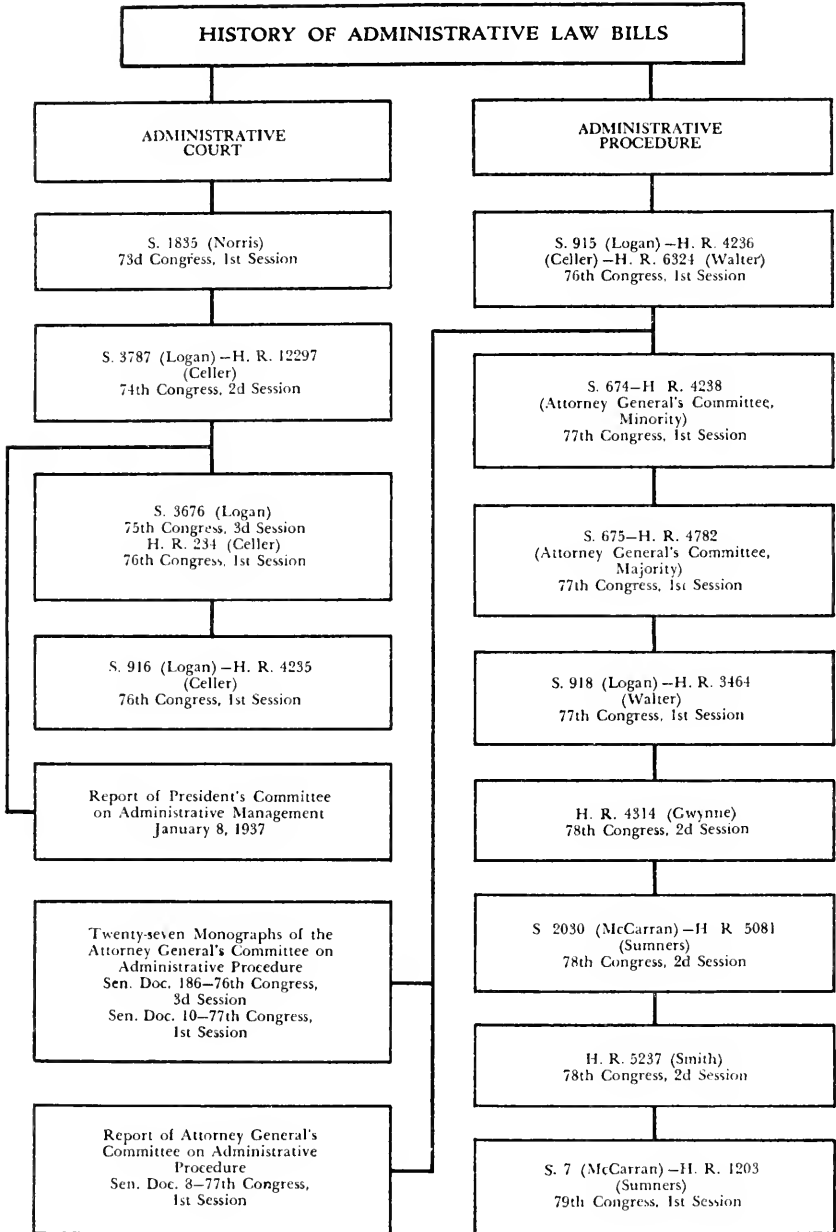 HISTORY OF ADMINISTRATIVE LAW BILLS
ADMINISTRATIVE
COURT
S. 1835 (Norris)
73d Congress, 1st Session
S. 3787 (Logan)—H. R. 12297
(Celler)
74th Congress, 2d Session
S. 3676 (Logan)
75th Congress, 3d Session
H. R. 234 (Celler)
76th Congress, 1st Session
S. 916 (Logan)—H. R. 4235
(Celler)
76th Congress, 1st Session
Report of President's Committee
on Administrative Management
January 8, 1937
Twenty-seven Monographs of the
Attorney General's Committee on
Administrative Procedure
Sen. Doc. 186—76th Congress,
3d Session
Sen. Doc. 10—77th Congress,
1st Session
Report of Attorney General's
Committee on Administrative
Procedure
Sen. Doc. 8—77th Congress,
1st Session
ADMINISTRATIVE
PROCEDURE
S. 915 (Logan)—H. R. 4236
(Celler)—H. R. 6324 (Walter)
76th Congress, 1st Session
S. 674—H R. 4238
(Attorney General's Committee,
Minority)
77th Congress, 1st Session
S. 675—H. R. 4782
(Attorney General's Committee,
Majority)
77th Congress, 1st Session
S. 918 (Logan)—H. R. 3464
(Walter)
77th Congress, 1st Session
H. R. 4314 (Gwynne)
78th Congress, 2d Session
S 2030 (McCarran)—H R 5081
(Sumners)
78th Congress, 2d Session
H. R. 5237 (Smith)
78th Congress, 2d Session
S. 7 (McCarran)—H. R. 1203
(Sumners)
79th Congress, 1st Session